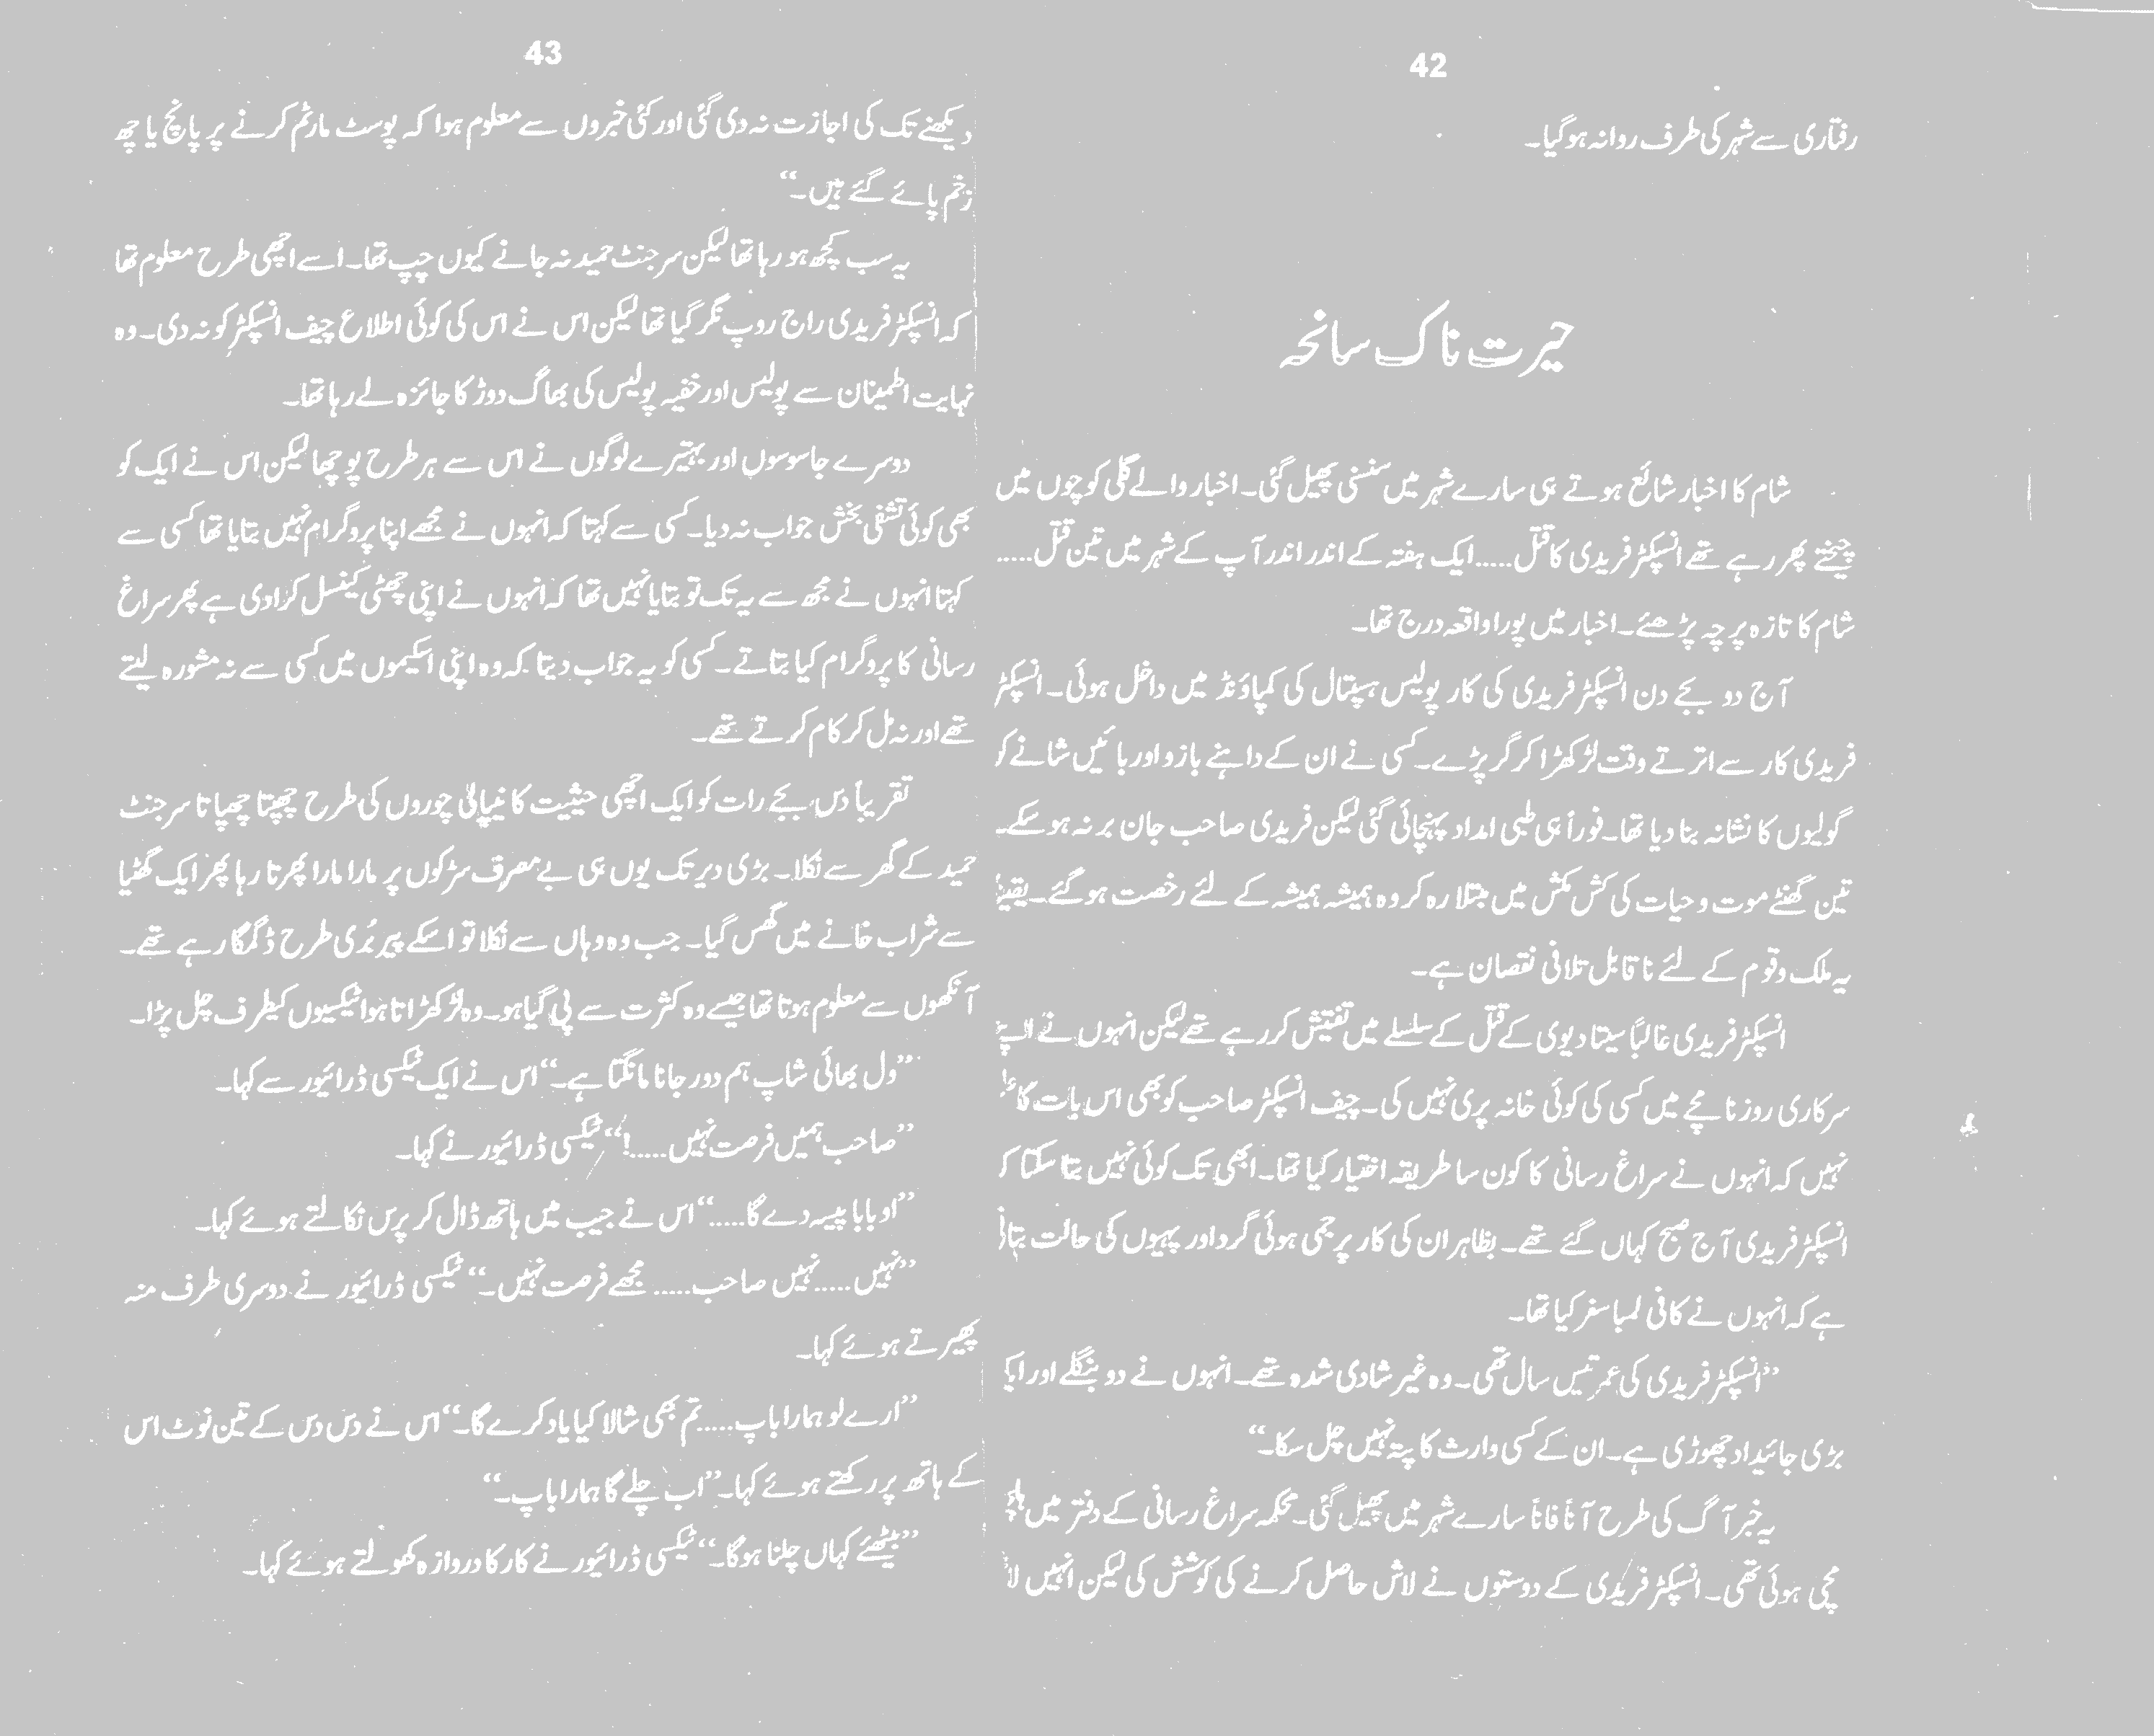 42
رفتاری سے شہر کی طرف روانہ ہوگیا۔
حیرت ناک سانحہ
شام کا اخبار شائع ہوتے ہی سارے شہر میں سنسنی پھیل گئی۔ اخبار والے گلی کوچوں میں
چیختے پھر رہے تھے انسپکٹر فریدی کا قتل...... ایک ہفتہ کے اندر اندر آپ کے شہر میں تین قتل......
شام کا تازہ پرچہ پڑھئے۔ اخبار میں پورا واقعہ درج تھا۔
آج دو بجے دن انسپکٹر فریدی کی کار پولیس ہسپتال کی کمپاؤنڈ میں داخل ہوئی۔ انسپکٹر
فریدی کار سے اترتے وقت لڑکھڑا کر گر پڑے۔ کسی نے ان کے داہنے بازو اور بائیں شانے کو
گولیوں کا نشانہ بنا دیا تھا۔ فوراً ہی طبی امداد پہنچائی گئی لیکن فریدی صاحب جان بر نہ ہوسکے۔
تین گھنٹے موت و حیات کی کش مکش میں مبتلا رہ کر وہ ہمیشہ ہمیشہ کے لئے رخصت ہوگئے۔
یہ ملک و قوم کے لئے ناقابل تلافی نقصان ہے۔
انسپکٹر فریدی غالباً سیتا دیوی کے قتل کے سلسلے میں تفتیش کر رہے تھے لیکن انہوں نے
سرکاری روزنامچے میں کسی کی کوئی خانہ پری نہیں کی۔ چیف انسپکٹر صاحب کو بھی اس بات کا
نہیں کہ انہوں نے سراغ رسانی کا کون سا طریقہ اختیار کیا تھا۔ ابھی تک کوئی نہیں بتا سکتا کہ
انسپکٹر فریدی آج صبح کہاں گئے تھے۔ بظاہر ان کی کار پر جمی ہوئی گرد اور پہیوں کی حالت
ہے کہ انہوں نے کافی لمبا سفر کیا تھا۔
”انسپکٹر فریدی کی عمر تیس سال تھی۔ وہ غیر شادی شدہ تھے۔ انہوں نے دو بنگلے اور
بڑی جائیداد چھوڑی ہے۔ ان کے کسی وارث کا پتہ نہیں چل سکا۔“
یہ خبر آگ کی طرح آناً فاناً سارے شہر میں پھیل گئی۔ محکمہ سراغ رسانی کے دفتر میں
مچی ہوئی تھی۔ انسپکٹر فریدی کے دوستوں نے لاش حاصل کرنے کی کوشش کی لیکن انہیں
43
دیکھنے تک کی اجازت نہ دی گئی اور کئی خبروں سے معلوم ہوا کہ پوسٹ مارٹم کرنے پر پانچ یا چھ
زخم پائے گئے ہیں۔“
یہ سب کچھ ہو رہا تھا لیکن سرجنٹ حمید نہ جانے کیوں چپ تھا۔ اسے اچھی طرح معلوم تھا
کہ انسپکٹر فریدی راج روپ نگر گیا تھا لیکن اس نے اس کی کوئی اطلاع چیف انسپکٹر کو نہ دی۔ وہ
نہایت اطمینان سے پولیس اور خفیہ پولیس کی بھاگ دوڑ کا جائزہ لے رہا تھا۔
دوسرے جاسوسوں اور بہتیرے لوگوں نے اس سے ہر طرح پوچھا لیکن اس نے ایک کو
بھی کوئی تشفی بخش جواب نہ دیا۔ کسی سے کہتا کہ انہوں نے مجھے اپنا پروگرام نہیں بتایا تھا کسی سے
کہتا انہوں نے مجھ سے یہ تک تو بتایا نہیں تھا کہ انہوں نے اپنی چھٹی کینسل کرادی ہے پھر سراغ
رسانی کا پروگرام کیا بتاتے۔ کسی کو یہ جواب دیتا کہ وہ اپنی اسکیموں میں کسی سے نہ مشورہ لیتے
تھے اور نہ مل کر کام کرتے تھے۔
تقریباً دس بجے رات کو ایک اچھی حیثیت کا نیپالی چوروں کی طرح چھپتا چھپاتا سرجنٹ
حمید کے گھر سے نکلا۔ بڑی دیر تک یوں ہی بے مصرف سڑکوں پر مارا مارا پھرتا رہا پھر ایک گھٹیا
سے شراب خانے میں گھس گیا۔ جب وہ وہاں سے نکلا تو اسکے پیر بُری طرح ڈگمگا رہے تھے۔
آنکھوں سے معلوم ہوتا تھا جیسے وہ کثرت سے پی گیا ہو۔ وہ لڑکھڑاتا ہوا ٹیکسیوں کیطرف چل پڑا۔
”ول بھائی شاپ ہم دور جانا مانگتا ہے۔“ اس نے ایک ٹیکسی ڈرائیور سے کہا۔
”صاحب ہمیں فرصت نہیں......!“ ٹیکسی ڈرائیور نے کہا۔
”او بابا پیسہ دے گا......“ اس نے جیب میں ہاتھ ڈال کر پرس نکالتے ہوئے کہا۔
”نہیں...... نہیں صاحب...... مجھے فرصت نہیں۔“ ٹیکسی ڈرائیور نے دوسری طرف منہ
پھیرتے ہوئے کہا۔
”ارے لو ہمارا باپ...... تم بھی شالا کیا یاد کرے گا۔“ اس نے دس دس کے تین نوٹ اس
کے ہاتھ پر رکھتے ہوئے کہا۔ ”اب چلے گا ہمارا باپ۔“
”بیٹھئے کہاں چلنا ہوگا۔“ ٹیکسی ڈرائیور نے کار کا دروازہ کھولتے ہوئے کہا۔